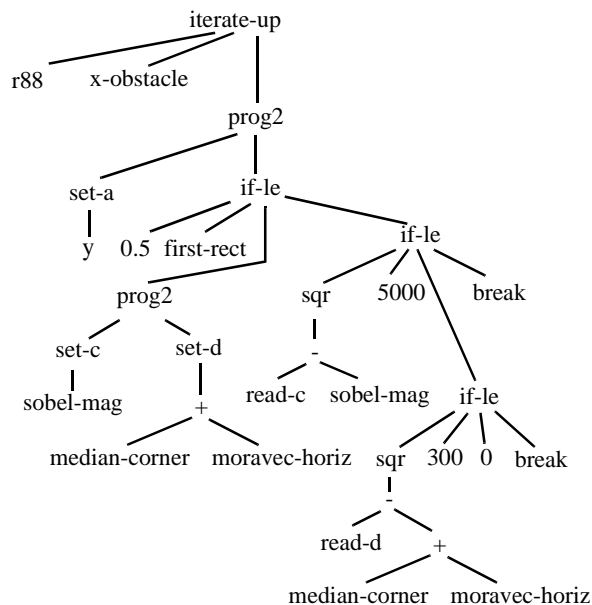 iterate-up
r88 x-obstacle
prog2
set-a if-le
y 0.5 first-rect if-le
prog2 sqr 5000 break
set-c set-d -
sobel-mag + read-c sobel-mag if-le
median-corner moravec-horiz sqr 300 0 break
-
read-d +
median-corner moravec-horiz